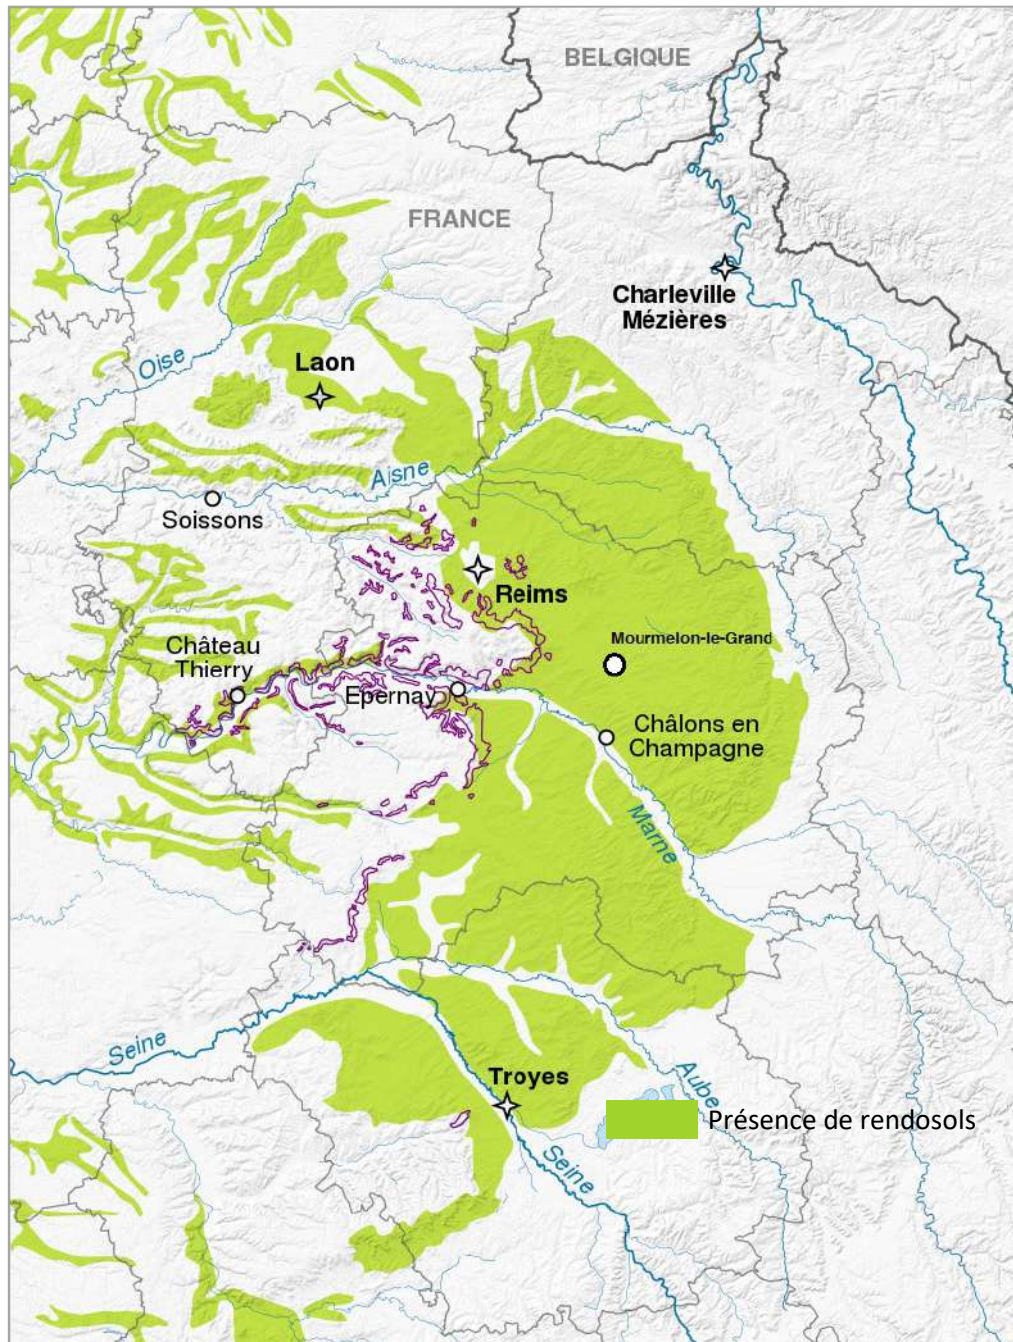 BELGIQUE
FRANCE
Charleville
Mézières
Oise
Laon
Aisne
Soissons
Reims
Mourmelon-le-Grand
Château
Thierry
Epernay
Châlons en
Champagne
Marne
Seine
Troyes
Aube
Présence de rendosols
Seine